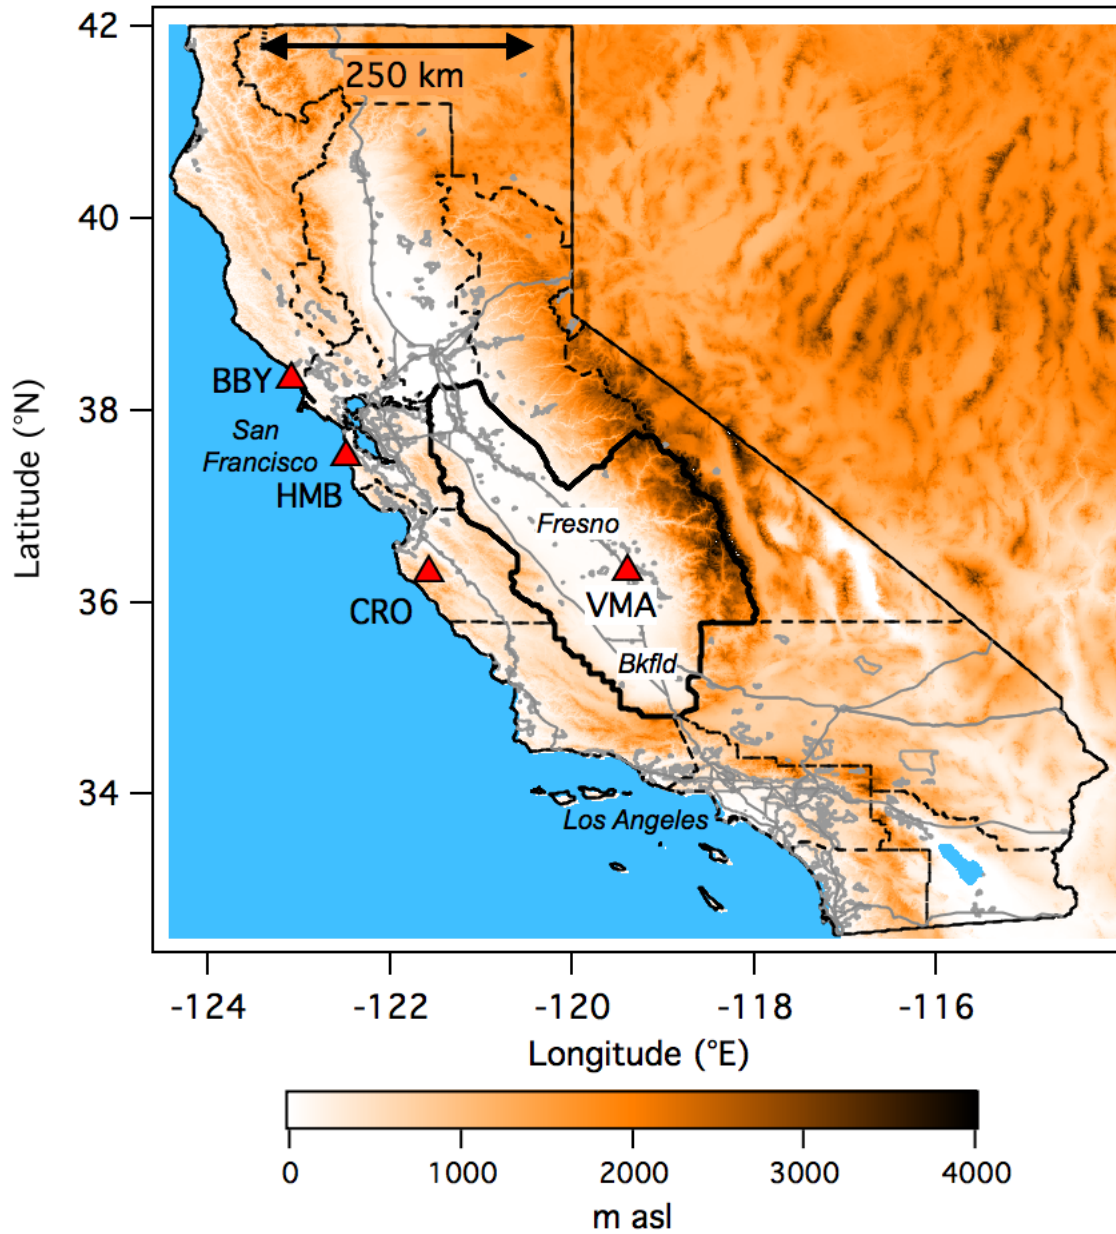 42
250 km
40
BBY
38
San
Francisco
HMB
Fresno
VMA
CRO
36
Bkfld
34
Los Angeles
Latitude (°N)
-124 -122 -120 -118 -116
Longitude (°E)
0 1000 2000 3000 4000
m asl